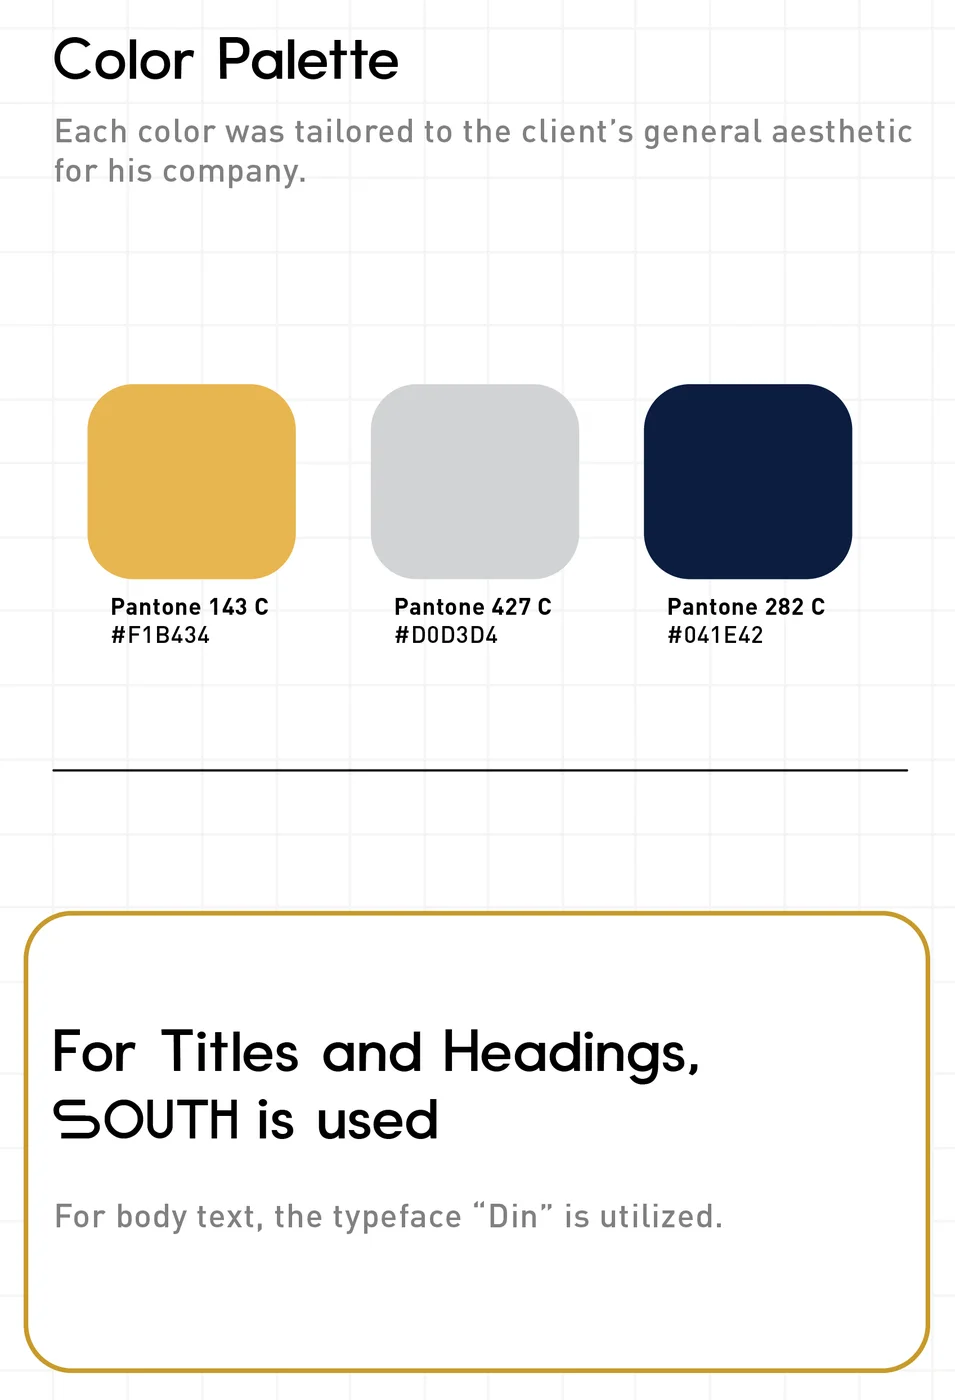 Color Palette
Each color was tailored to the client’s general aesthetic
for his company.
Pantone 143 C
#F1B434
Pantone 427 C
#D0D3D4
Pantone 282 C
#041E42
For Titles and Headings,
SOUTH is used
For body text, the typeface “Din” is utilized.